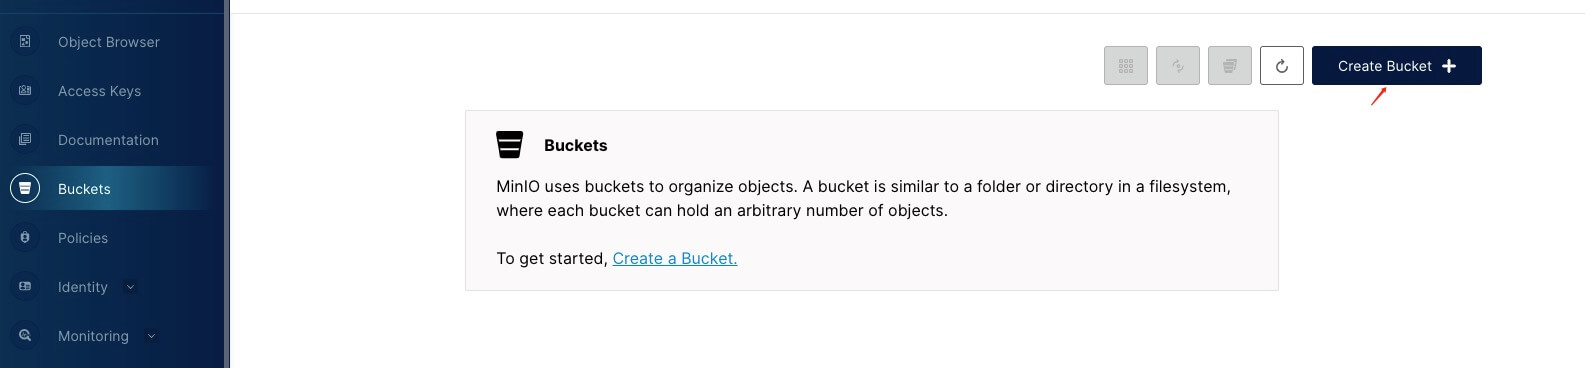 Object Browser
Access Keys
Documentation
Buckets
Policies
Identity
Monitoring
Create Bucket
Buckets
MinIO uses buckets to organize objects. A bucket is similar to a folder or directory in a filesystem,
where each bucket can hold an arbitrary number of objects.
To get started, Create a Bucket.